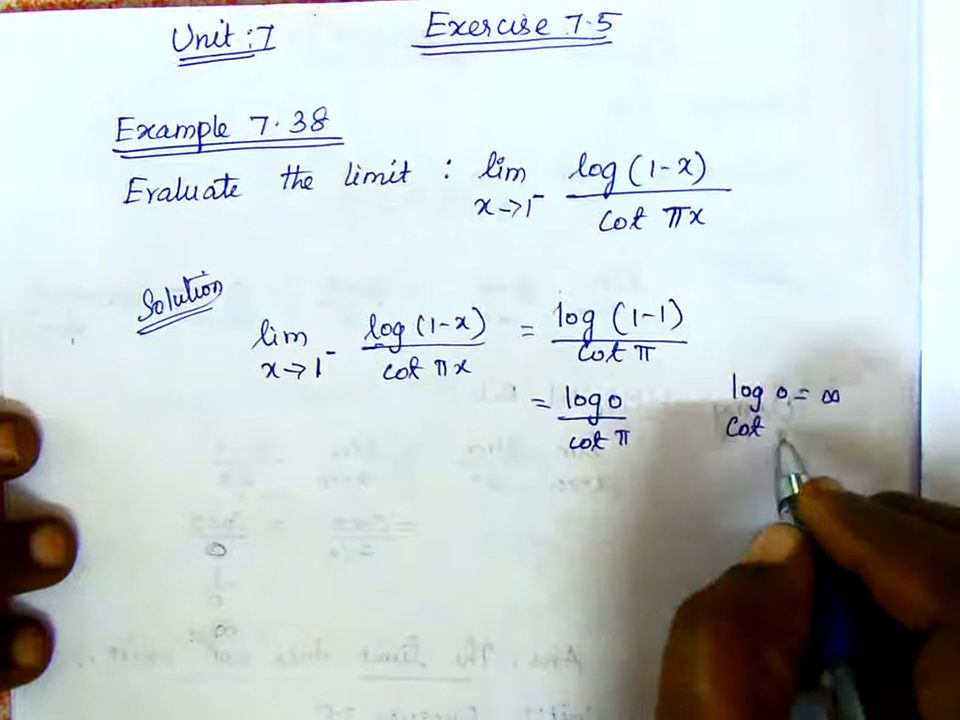 Unit : 7 Exercise 7.5
Example 7.38
Evaluate the limit : lim x→1⁻ log(1-x) / cot πx
Solution
lim x→1⁻ log(1-x) / cot πx = log(1-1) / cot π
= log 0 / cot π log 0 = ∞
cot